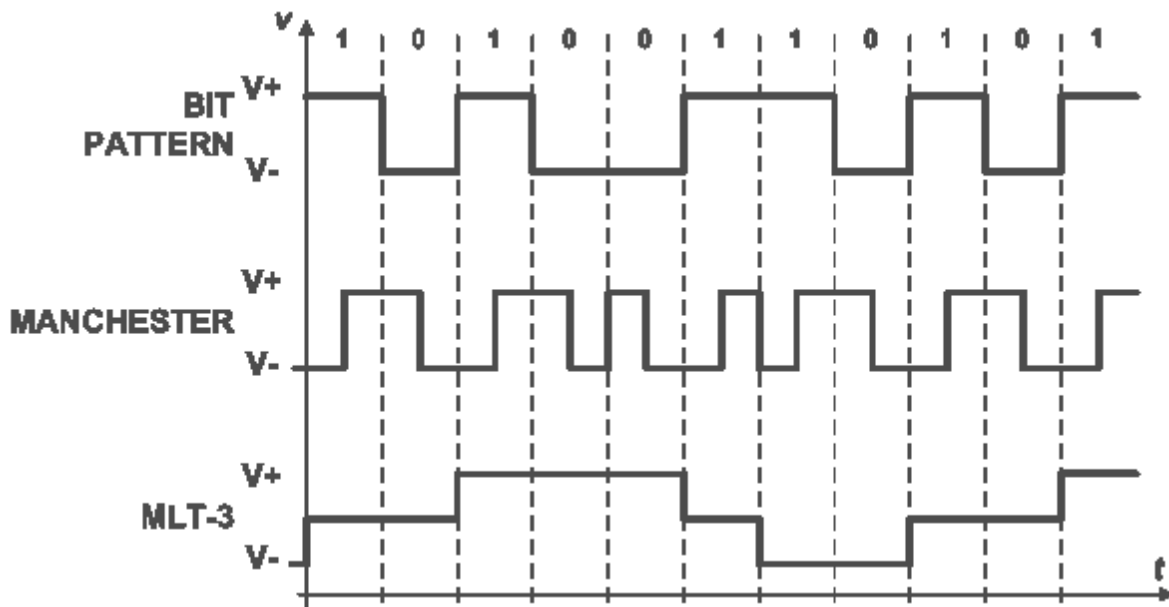 v
1 0 1 0 0 1 1 0 1 0 1
V+
BIT
PATTERN
V-
V+
MANCHESTER
V-
V+
MLT-3
V-
t